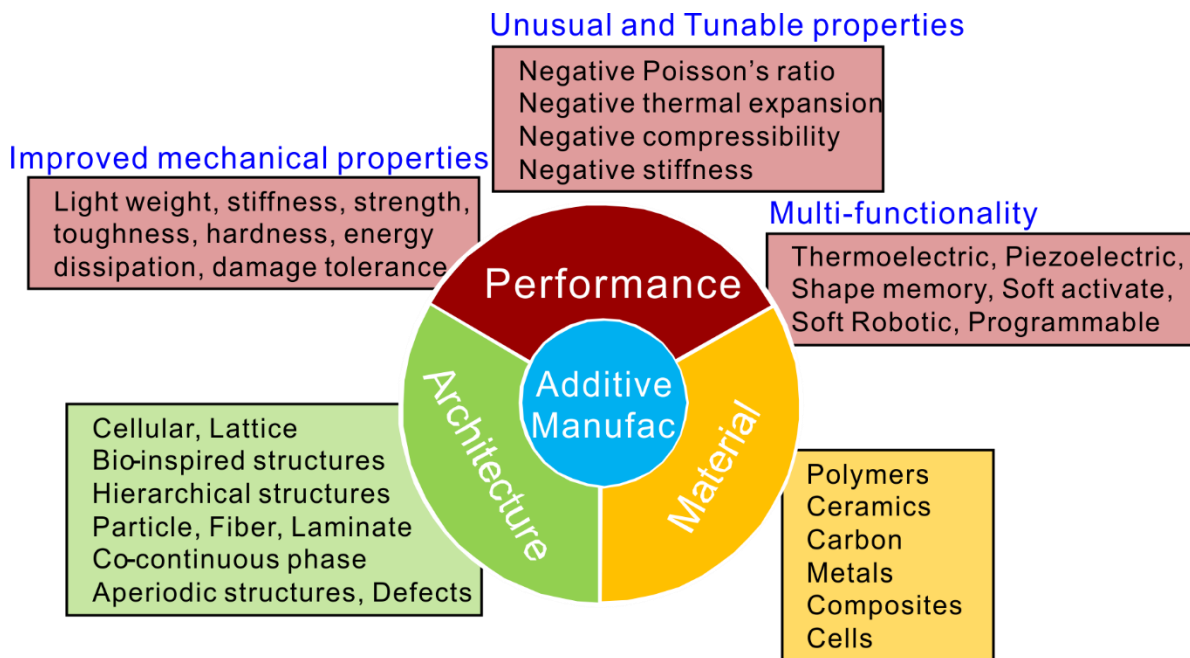 Unusual and Tunable properties
Negative Poisson's ratio
Negative thermal expansion
Negative compressibility
Negative stiffness
Improved mechanical properties
Light weight, stiffness, strength,
toughness, hardness, energy
dissipation, damage tolerance
Multi-functionality
Thermoelectric, Piezoelectric,
Shape memory, Soft activate,
Soft Robotic, Programmable
Performance
Architecture
Additive
Manufac
Material
Cellular, Lattice
Bio-inspired structures
Hierarchical structures
Particle, Fiber, Laminate
Co-continuous phase
Aperiodic structures, Defects
Polymers
Ceramics
Carbon
Metals
Composites
Cells